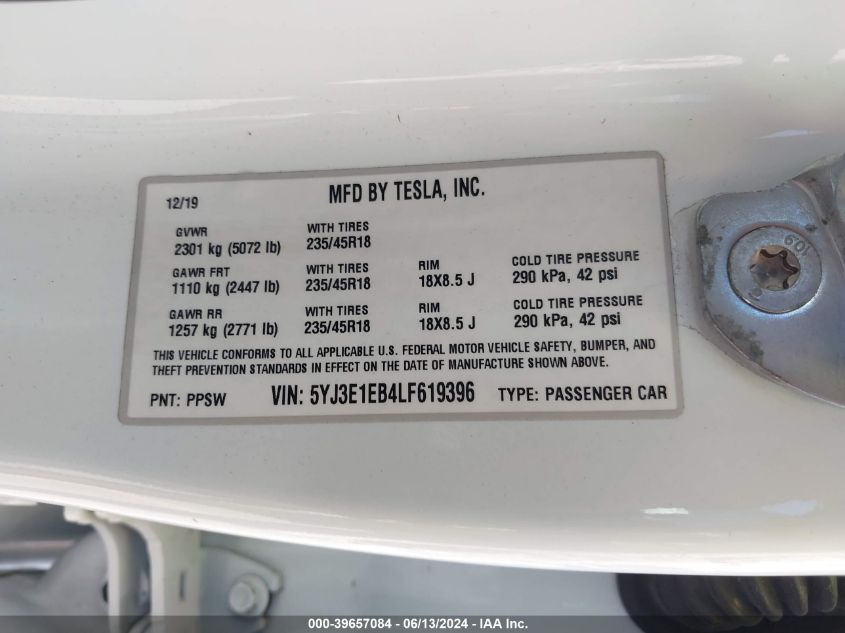 12/19 MFD BY TESLA, INC.
GVWR WITH TIRES
2301 kg (5072 lb) 235/45R18
GAWR FRT WITH TIRES RIM COLD TIRE PRESSURE
1110 kg (2447 lb) 235/45R18 18X8.5 J 290 kPa, 42 psi
GAWR RR WITH TIRES RIM COLD TIRE PRESSURE
1257 kg (2771 lb) 235/45R18 18X8.5 J 290 kPa, 42 psi
THIS VEHICLE CONFORMS TO ALL APPLICABLE U.S. FEDERAL MOTOR VEHICLE SAFETY, BUMPER, AND
THEFT PREVENTION STANDARDS IN EFFECT ON THE DATE OF MANUFACTURE SHOWN ABOVE.
PNT: PPSW VIN: 5YJ3E1EB4LF619396 TYPE: PASSENGER CAR
10.9
000-39657084 - 06/13/2024 - IAA Inc.